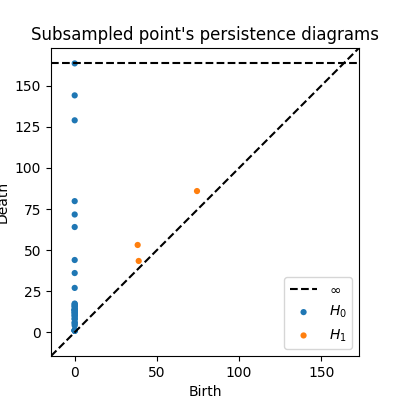 Subsampled point's persistence diagrams
Death
150
125
100
75
50
25
0
0 50 100 150
Birth
∞
H₀
H₁